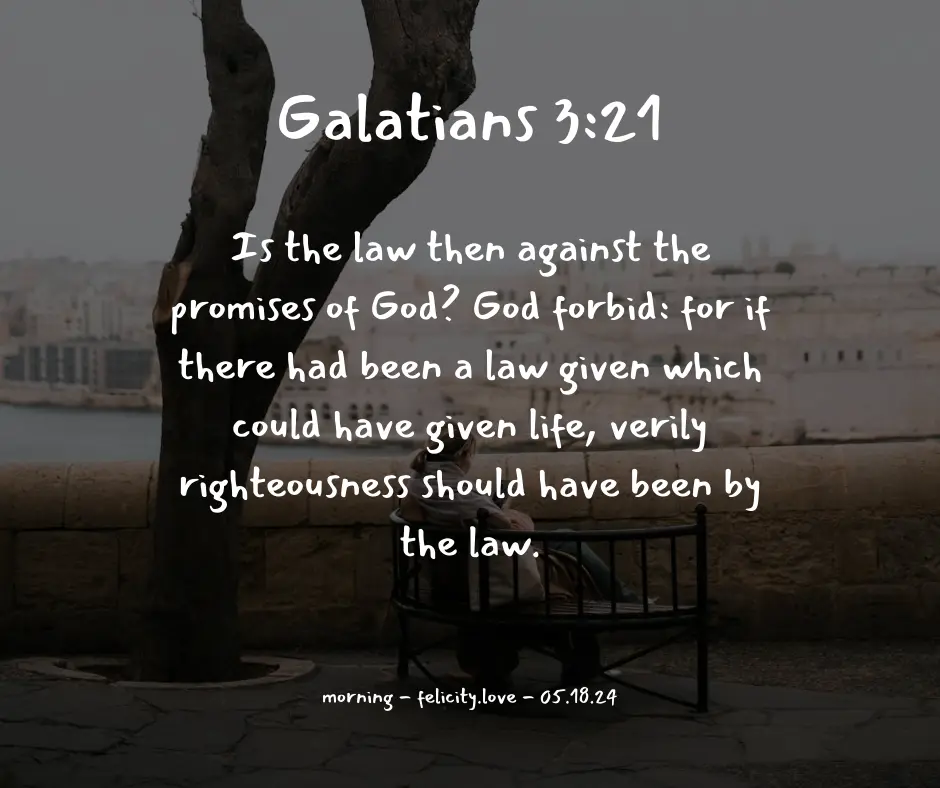 Galatians 3:21
Is the law then against the
promises of God? God forbid: for if
there had been a law given which
could have given life, verily
righteousness should have been by
the law.
morning - felicity.love - 05.18.24